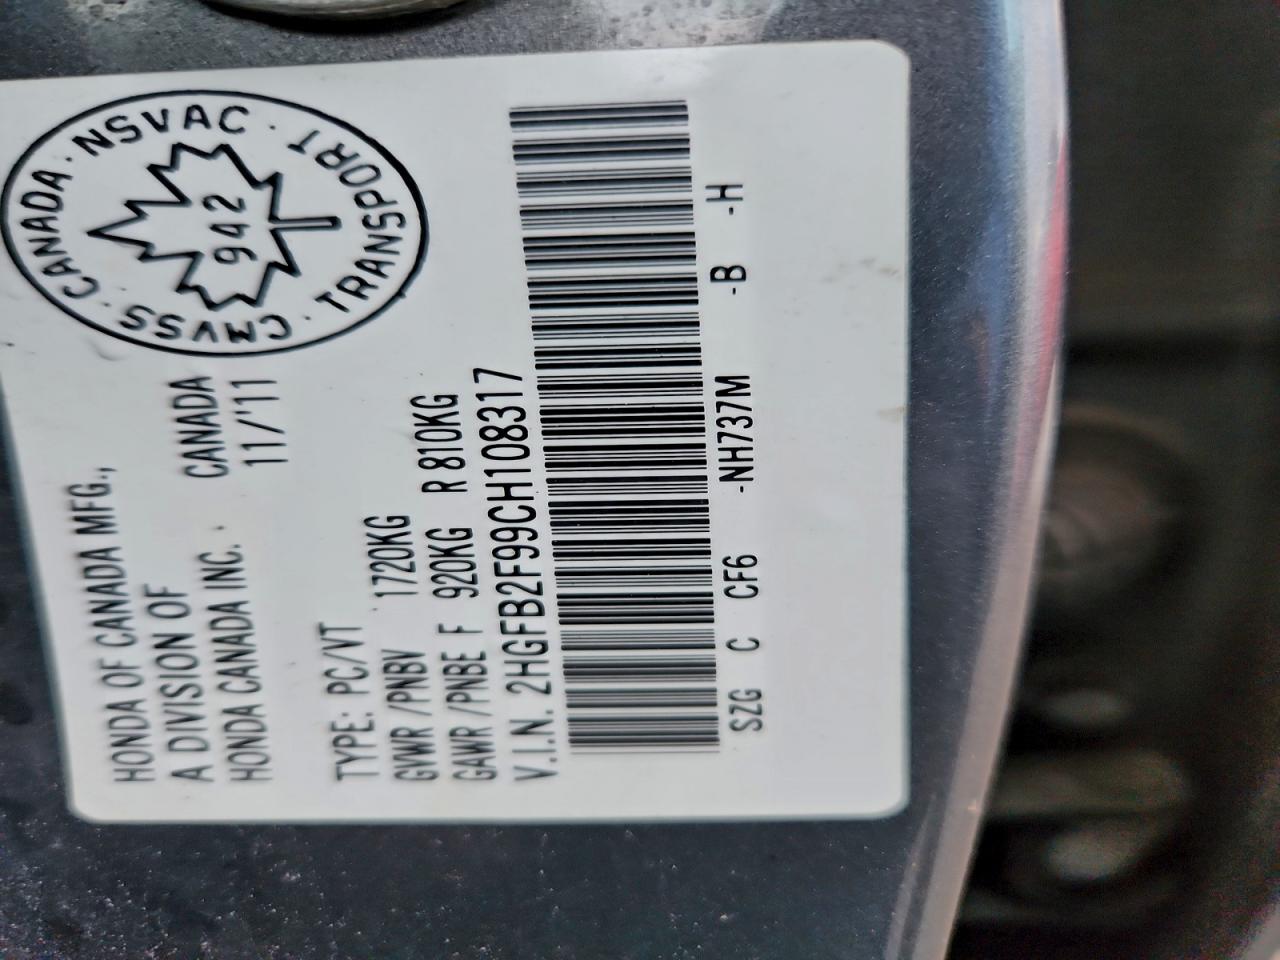 CANADA · NSVAC · TRANSPORT · TRANSPORT · CMVSS ·
942
HONDA OF CANADA MFG.,
A DIVISION OF CANADA
HONDA CANADA INC. 11/'11
TYPE: PC/VT
GVWR /PNBV 1720KG
GAWR /PNBE F 920KG R 810KG
V.I.N. 2HGFB2F99CH108317
SZG C CF6 -NH737M -B -H